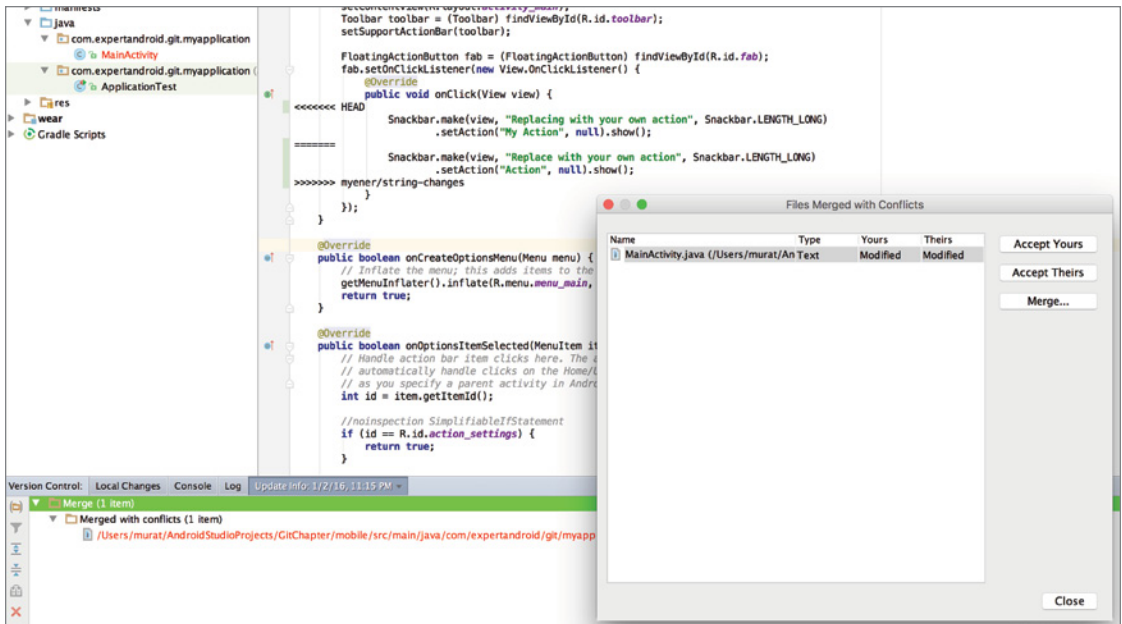 manifests
java
com.expertandroid.git.myapplication
MainActivity
com.expertandroid.git.myapplication (
ApplicationTest
res
wear
Gradle Scripts
setContentView(R.layout.activity_main);
Toolbar toolbar = (Toolbar) findViewById(R.id.toolbar);
setSupportActionBar(toolbar);
FloatingActionButton fab = (FloatingActionButton) findViewById(R.id.fab);
fab.setOnClickListener(new View.OnClickListener() {
@Override
public void onClick(View view) {
<<<<<<< HEAD
Snackbar.make(view, "Replacing with your own action", Snackbar.LENGTH_LONG)
.setAction("My Action", null).show();
=======
Snackbar.make(view, "Replace with your own action", Snackbar.LENGTH_LONG)
.setAction("Action", null).show();
>>>>>>> myener/string-changes
}
});
}
@Override
public boolean onCreateOptionsMenu(Menu menu) {
// Inflate the menu; this adds items to the
getMenuInflater().inflate(R.menu.menu_main,
return true;
}
@Override
public boolean onOptionsItemSelected(MenuItem it
// Handle action bar item clicks here. The a
// automatically handle clicks on the Home/U
// as you specify a parent activity in Andro
int id = item.getItemId();
//noinspection SimplifiableIfStatement
if (id == R.id.action_settings) {
return true;
}
Files Merged with Conflicts
Name Type Yours Theirs
MainActivity.java (/Users/murat/An Text Modified Modified
Accept Yours
Accept Theirs
Merge...
Close
Version Control: Local Changes Console Log Update Info: 1/2/16, 11:15 PM
Merge (1 item)
Merged with conflicts (1 item)
/Users/murat/AndroidStudioProjects/GitChapter/mobile/src/main/java/com/expertandroid/git/myapp